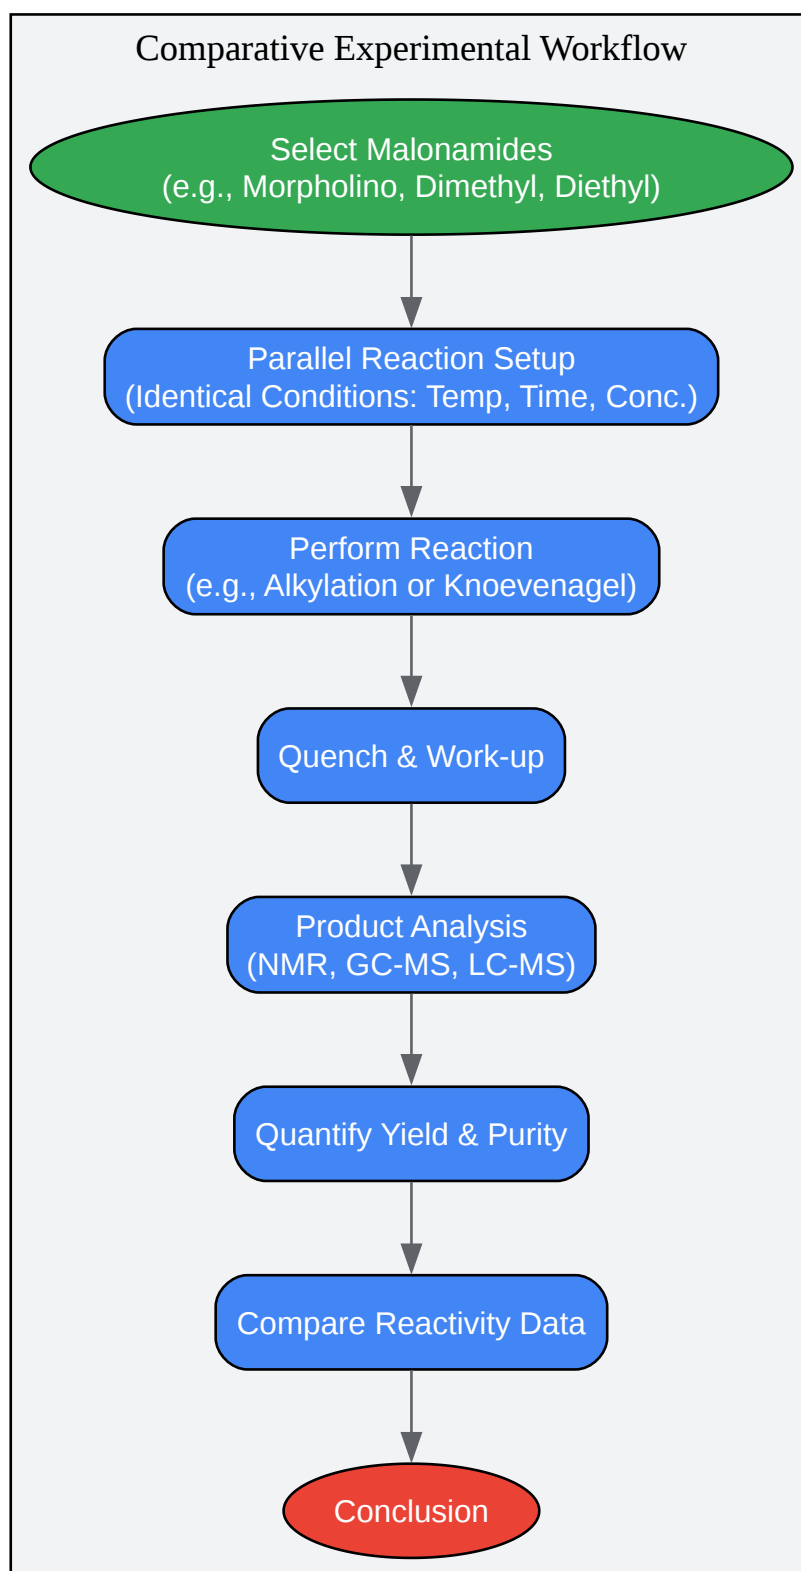 Comparative Experimental Workflow
Select Malonamides
(e.g., Morpholino, Dimethyl, Diethyl)
Parallel Reaction Setup
(Identical Conditions: Temp, Time, Conc.)
Perform Reaction
(e.g., Alkylation or Knoevenagel)
Quench & Work-up
Product Analysis
(NMR, GC-MS, LC-MS)
Quantify Yield & Purity
Compare Reactivity Data
Conclusion